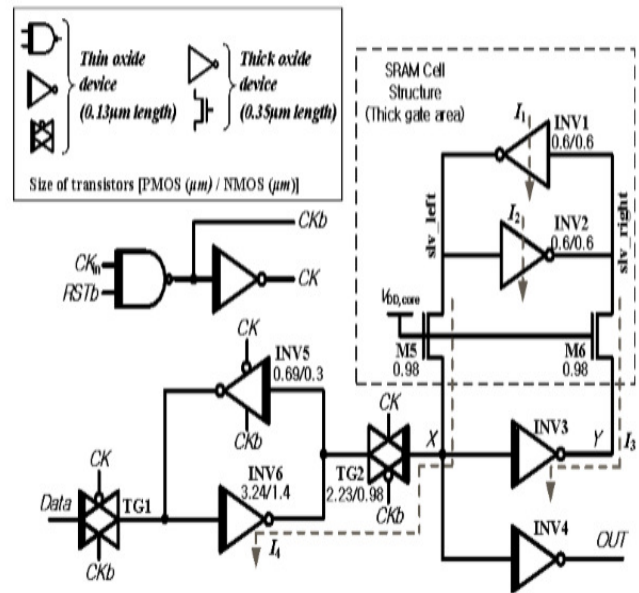 Thin oxide
device
(0.13μm length)
Thick oxide
device
(0.35μm length)
Size of transistors [PMOS (μm) / NMOS (μm)]
SRAM Cell
Structure
(Thick gate area)
I1
INV1
0.6/0.6
I2
INV2
0.6/0.6
slv_left
slv_right
CKb
CKin
RSTb
CK
VDD,core
M5
0.98
M6
0.98
CK
INV5
0.69/0.3
CKb
CK
INV3
X
Y
I3
INV6
3.24/1.4
TG2
2.23/0.98
CKb
CK
Data
TG1
CKb
I4
INV4
OUT